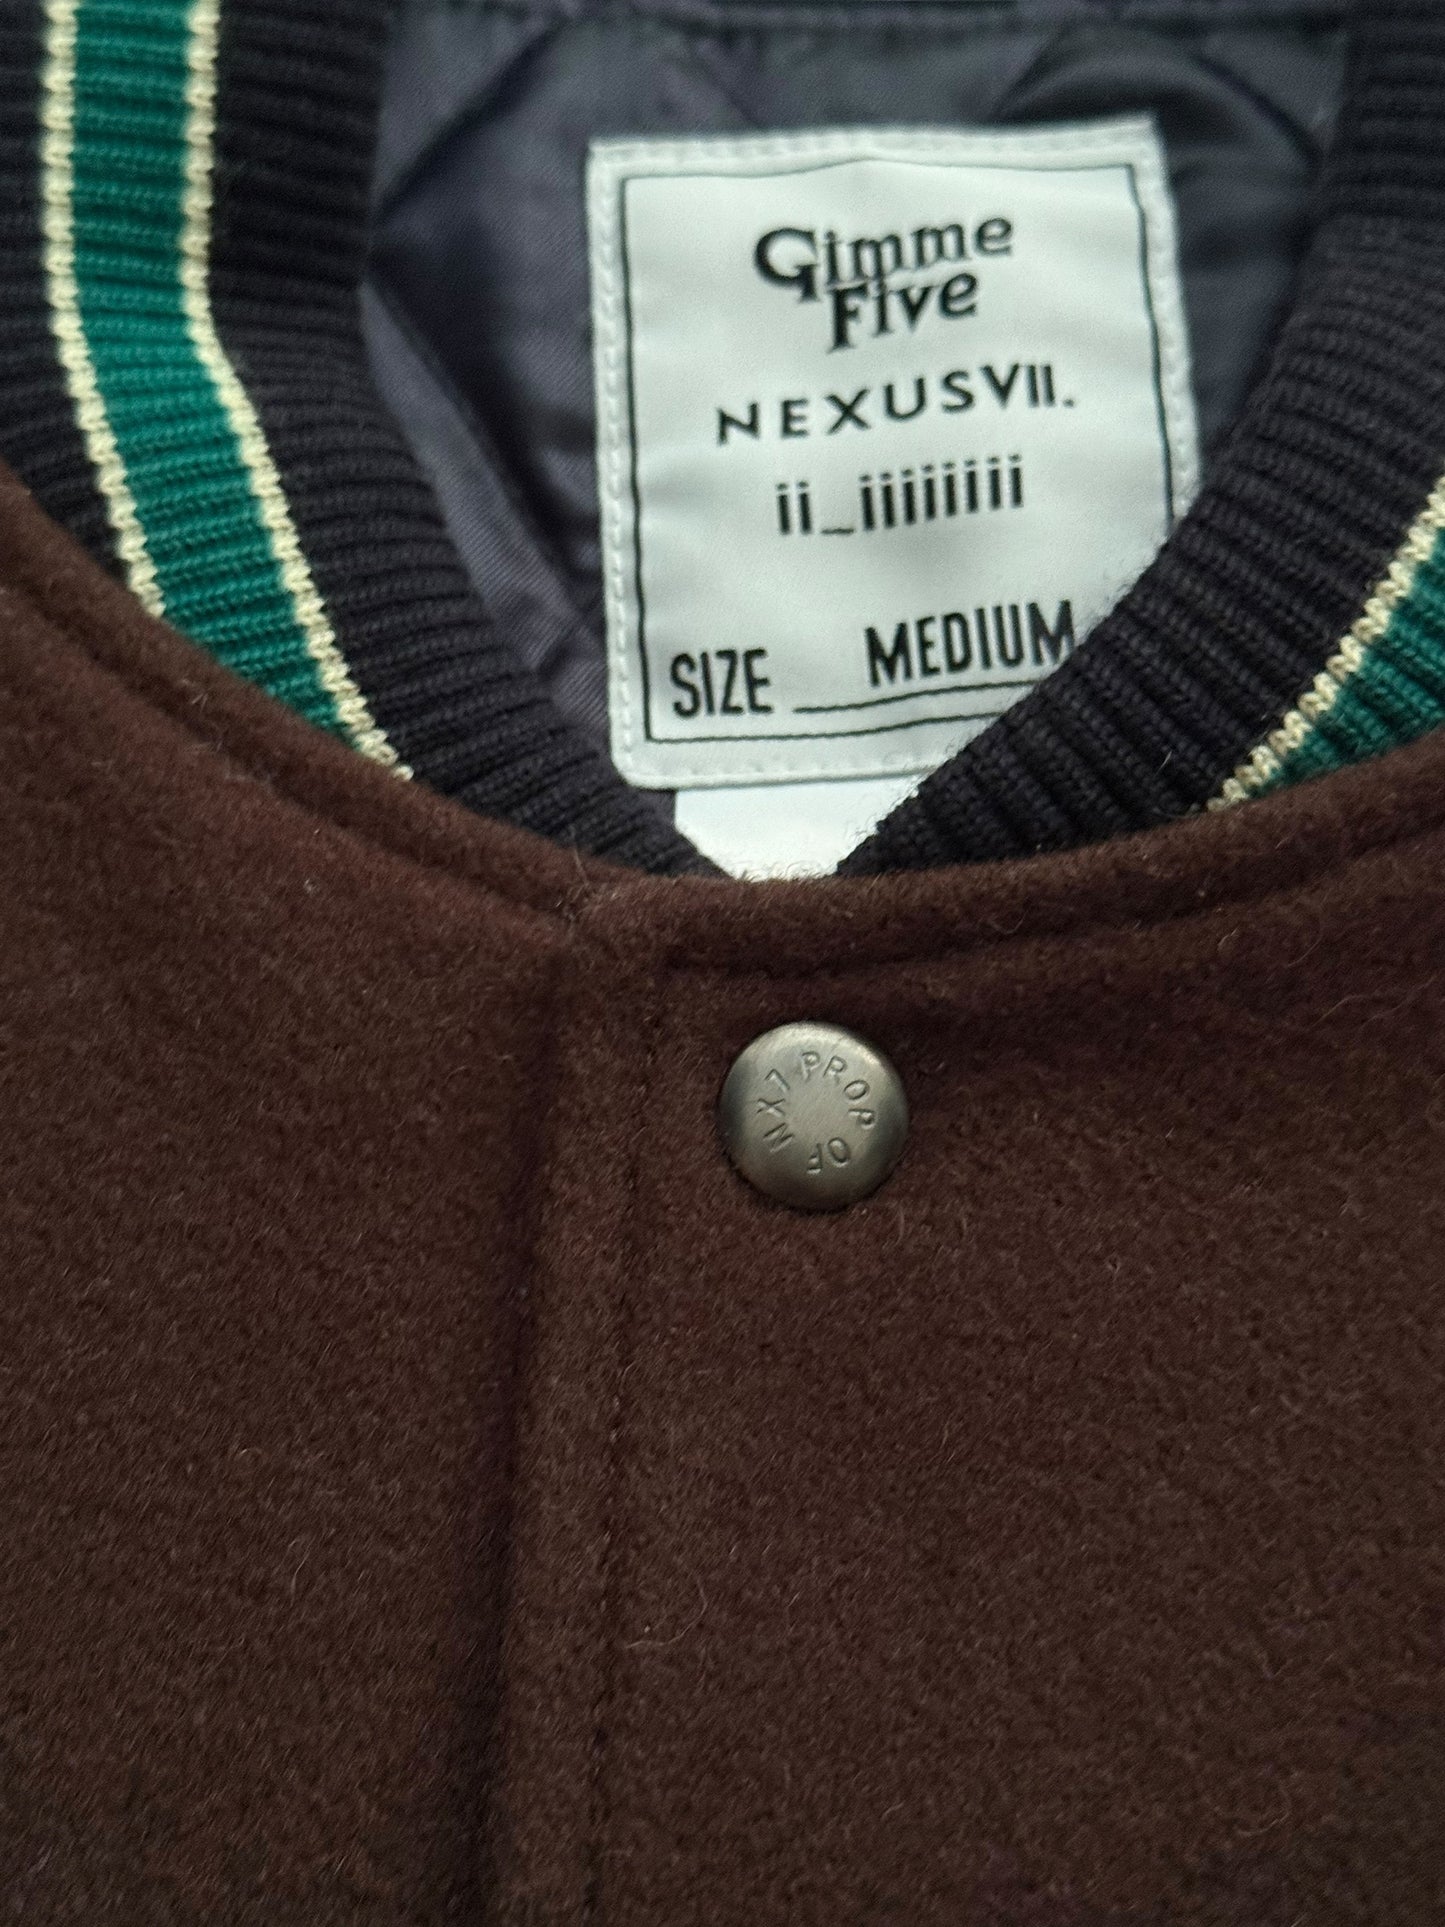 Gimme
Five
NEXUSVII.
ii_iiiiiiii
SIZE MEDIUM
PROP OF NX7